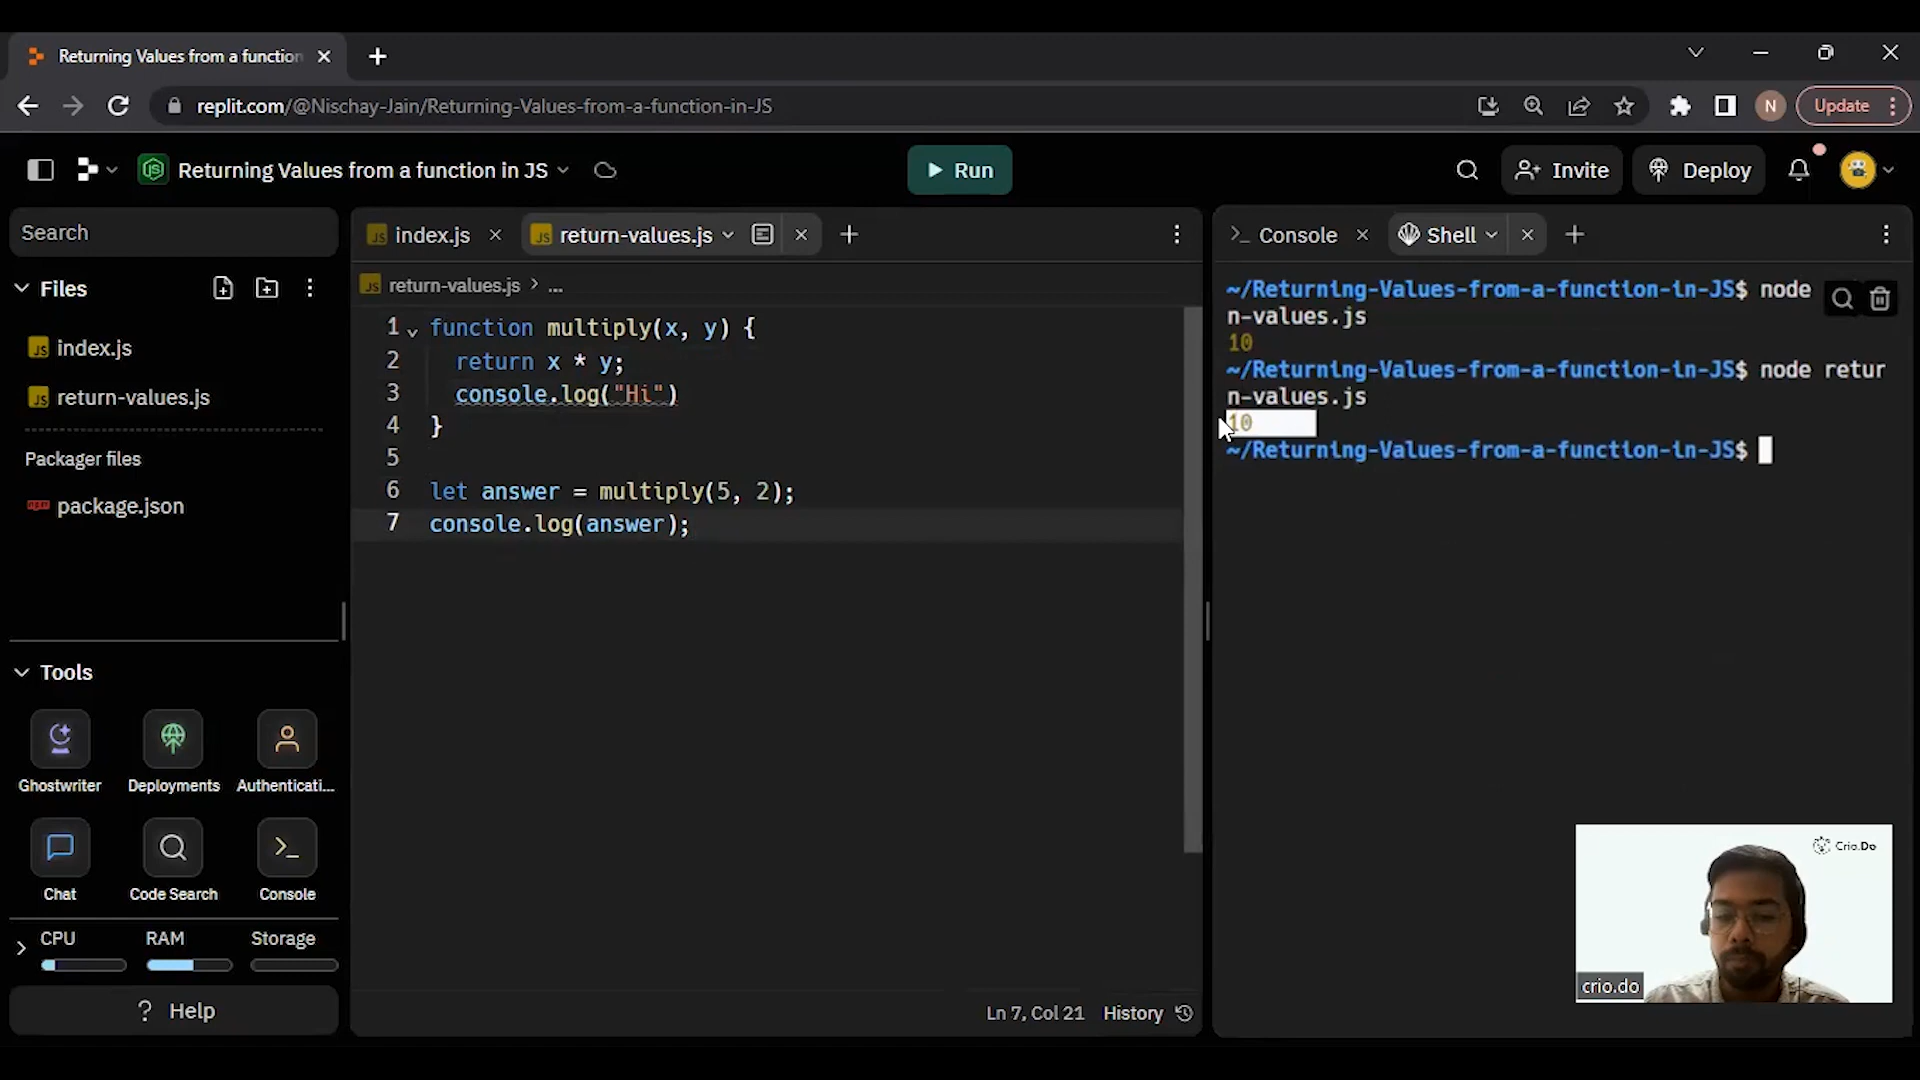 Returning Values from a function
replit.com/@Nischay-Jain/Returning-Values-from-a-function-in-JS
N
Update
Returning Values from a function in JS
Run
Invite
Deploy
Search
Files
index.js
return-values.js
Packager files
package.json
Tools
Ghostwriter
Deployments
Authenticati...
Chat
Code Search
Console
CPU
RAM
Storage
? Help
index.js
return-values.js
return-values.js > ...
1 function multiply(x, y) {
2 return x * y;
3 console.log("Hi")
4 }
5
6 let answer = multiply(5, 2);
7 console.log(answer);
Ln 7, Col 21
History
Console
Shell
~/Returning-Values-from-a-function-in-JS$ node
n-values.js
10
~/Returning-Values-from-a-function-in-JS$ node retur
n-values.js
10
~/Returning-Values-from-a-function-in-JS$
Crio.Do
crio.do